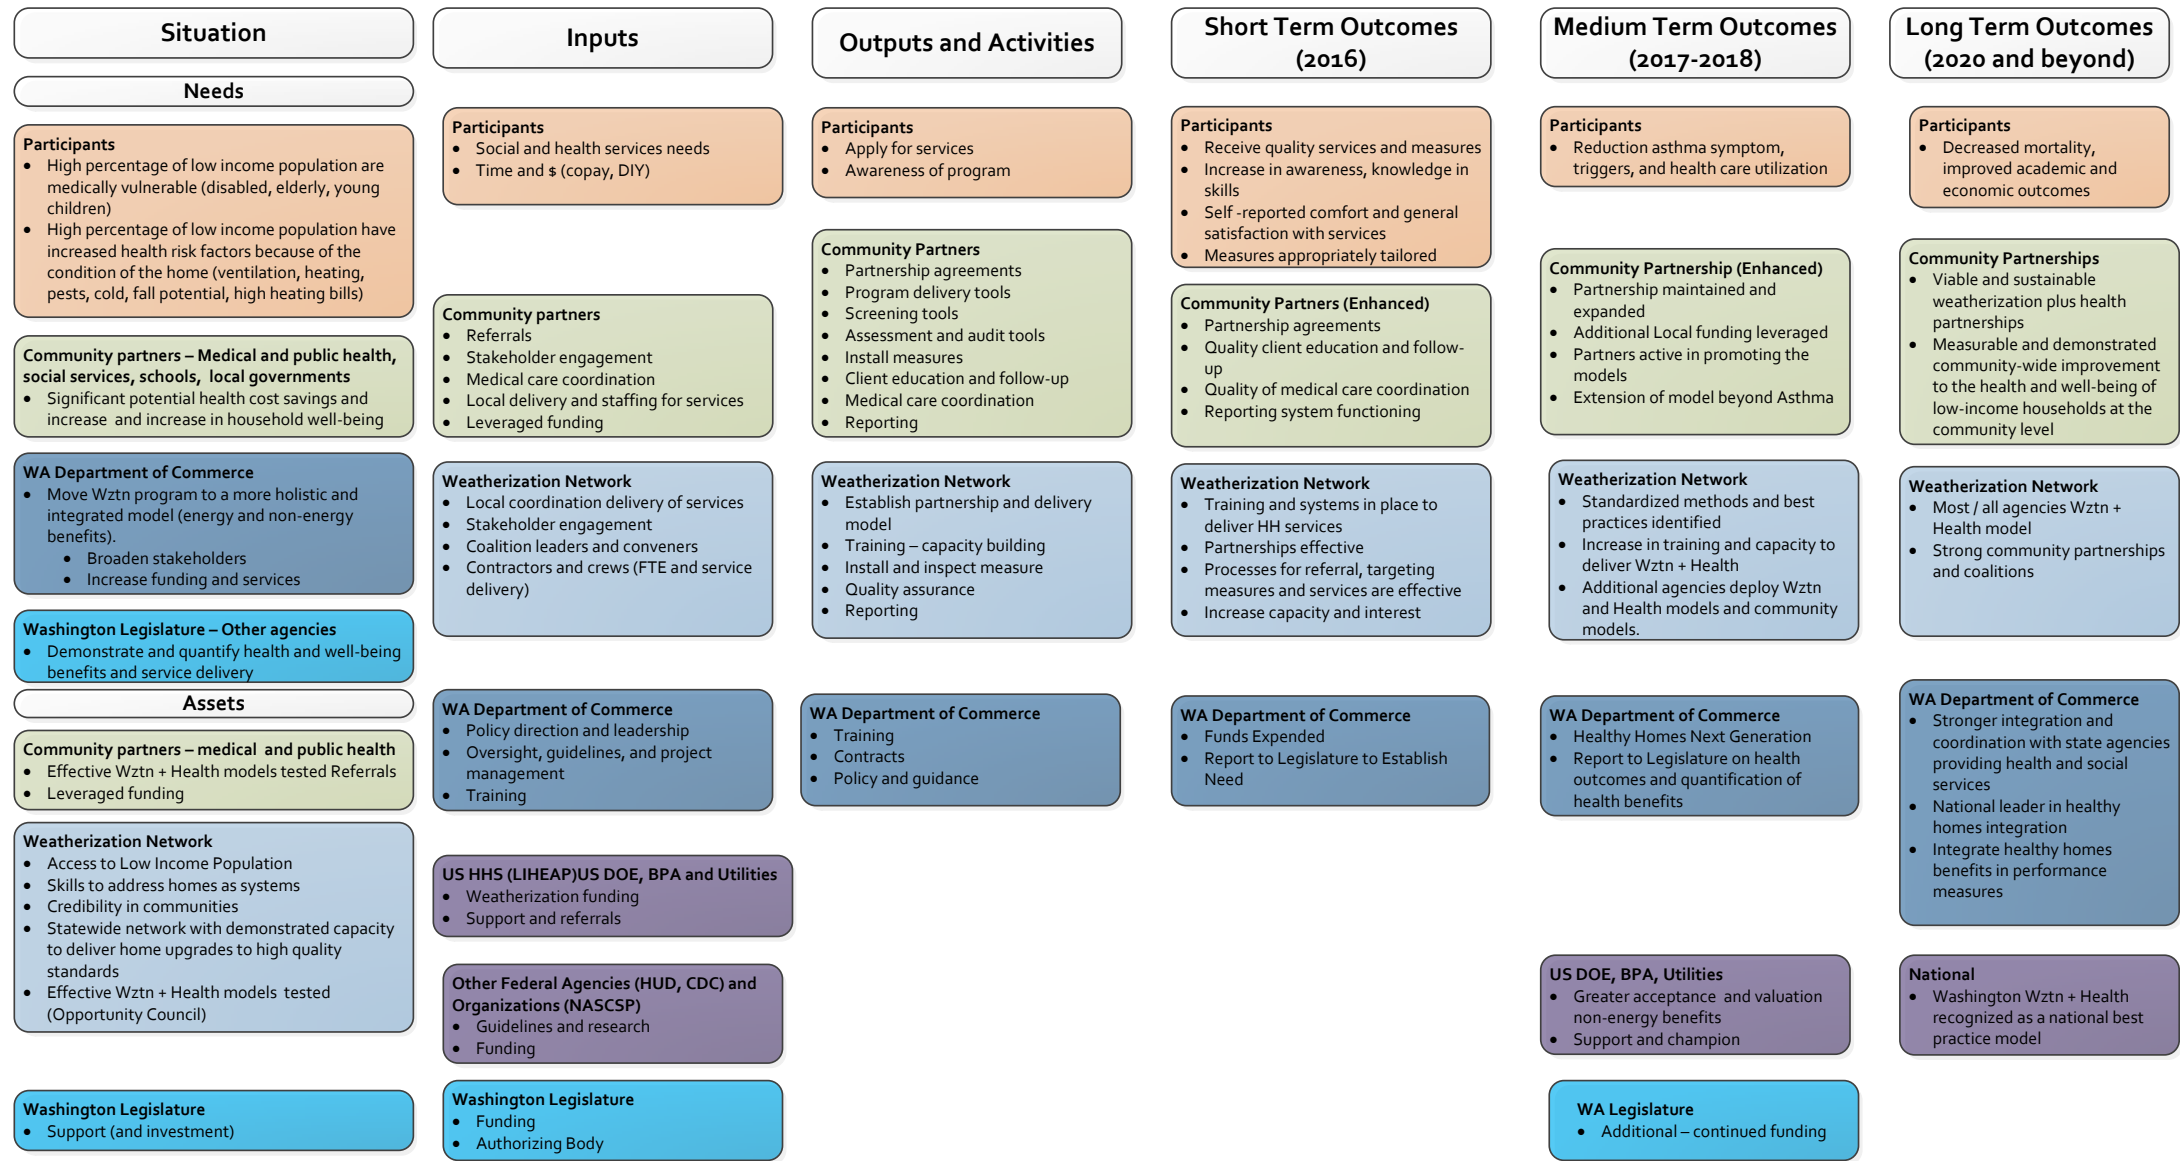 Situation
Needs
Participants
• High percentage of low income population are
medically vulnerable (disabled, elderly, young
children)
• High percentage of low income population have
increased health risk factors because of the
condition of the home (ventilation, heating,
pests, cold, fall potential, high heating bills)
Community partners – Medical and public health,
social services, schools, local governments
• Significant potential health cost savings and
increase and increase in household well-being
WA Department of Commerce
• Move Wztn program to a more holistic and
integrated model (energy and non-energy
benefits).
• Broaden stakeholders
• Increase funding and services
Washington Legislature – Other agencies
• Demonstrate and quantify health and well-being
benefits and service delivery
Assets
Community partners – medical and public health
• Effective Wztn + Health models tested Referrals
• Leveraged funding
Weatherization Network
• Access to Low Income Population
• Skills to address homes as systems
• Credibility in communities
• Statewide network with demonstrated capacity
to deliver home upgrades to high quality
standards
• Effective Wztn + Health models tested
(Opportunity Council)
Washington Legislature
• Support (and investment)
Inputs
Participants
• Social and health services needs
• Time and $ (copay, DIY)
Community partners
• Referrals
• Stakeholder engagement
• Medical care coordination
• Local delivery and staffing for services
• Leveraged funding
Weatherization Network
• Local coordination delivery of services
• Stakeholder engagement
• Coalition leaders and conveners
• Contractors and crews (FTE and service
delivery)
WA Department of Commerce
• Policy direction and leadership
• Oversight, guidelines, and project
management
• Training
US HHS (LIHEAP)US DOE, BPA and Utilities
• Weatherization funding
• Support and referrals
Other Federal Agencies (HUD, CDC) and
Organizations (NASCSP)
• Guidelines and research
• Funding
Washington Legislature
• Funding
• Authorizing Body
Outputs and Activities
Participants
• Apply for services
• Awareness of program
Community Partners
• Partnership agreements
• Program delivery tools
• Screening tools
• Assessment and audit tools
• Install measures
• Client education and follow-up
• Medical care coordination
• Reporting
Weatherization Network
• Establish partnership and delivery
model
• Training – capacity building
• Install and inspect measure
• Quality assurance
• Reporting
WA Department of Commerce
• Training
• Contracts
• Policy and guidance
Short Term Outcomes
(2016)
Participants
• Receive quality services and measures
• Increase in awareness, knowledge in
skills
• Self -reported comfort and general
satisfaction with services
• Measures appropriately tailored
Community Partners (Enhanced)
• Partnership agreements
• Quality client education and follow-
up
• Quality of medical care coordination
• Reporting system functioning
Weatherization Network
• Training and systems in place to
deliver HH services
• Partnerships effective
• Processes for referral, targeting
measures and services are effective
• Increase capacity and interest
WA Department of Commerce
• Funds Expended
• Report to Legislature to Establish
Need
Medium Term Outcomes
(2017-2018)
Participants
• Reduction asthma symptom,
triggers, and health care utilization
Community Partnership (Enhanced)
• Partnership maintained and
expanded
• Additional Local funding leveraged
• Partners active in promoting the
models
• Extension of model beyond Asthma
Weatherization Network
• Standardized methods and best
practices identified
• Increase in training and capacity to
deliver Wztn + Health
• Additional agencies deploy Wztn
and Health models and community
models.
WA Department of Commerce
• Healthy Homes Next Generation
• Report to Legislature on health
outcomes and quantification of
health benefits
US DOE, BPA, Utilities
• Greater acceptance and valuation
non-energy benefits
• Support and champion
WA Legislature
• Additional – continued funding
Long Term Outcomes
(2020 and beyond)
Participants
• Decreased mortality,
improved academic and
economic outcomes
Community Partnerships
• Viable and sustainable
weatherization plus health
partnerships
• Measurable and demonstrated
community-wide improvement
to the health and well-being of
low-income households at the
community level
Weatherization Network
• Most / all agencies Wztn +
Health model
• Strong community partnerships
and coalitions
WA Department of Commerce
• Stronger integration and
coordination with state agencies
providing health and social
services
• National leader in healthy
homes integration
• Integrate healthy homes
benefits in performance
measures
National
• Washington Wztn + Health
recognized as a national best
practice model